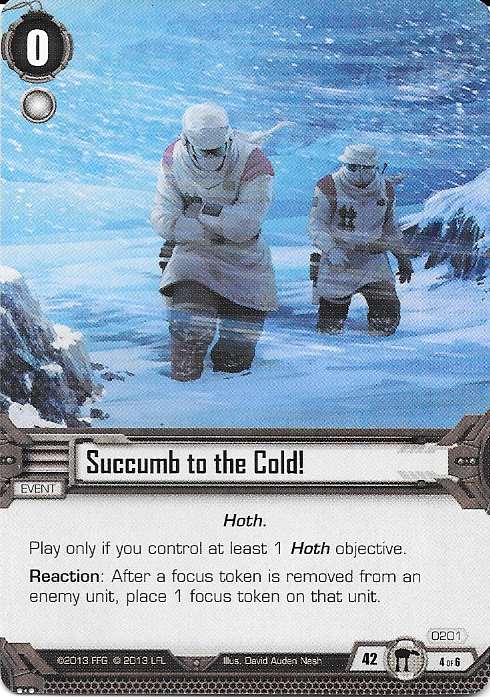 0
Succumb to the Cold!
EVENT
Hoth.
Play only if you control at least 1 Hoth objective.
Reaction: After a focus token is removed from an
enemy unit, place 1 focus token on that unit.
0201
©2013 FFG © 2013 LFL
Illus. David Auden Nash
42
4 of 6